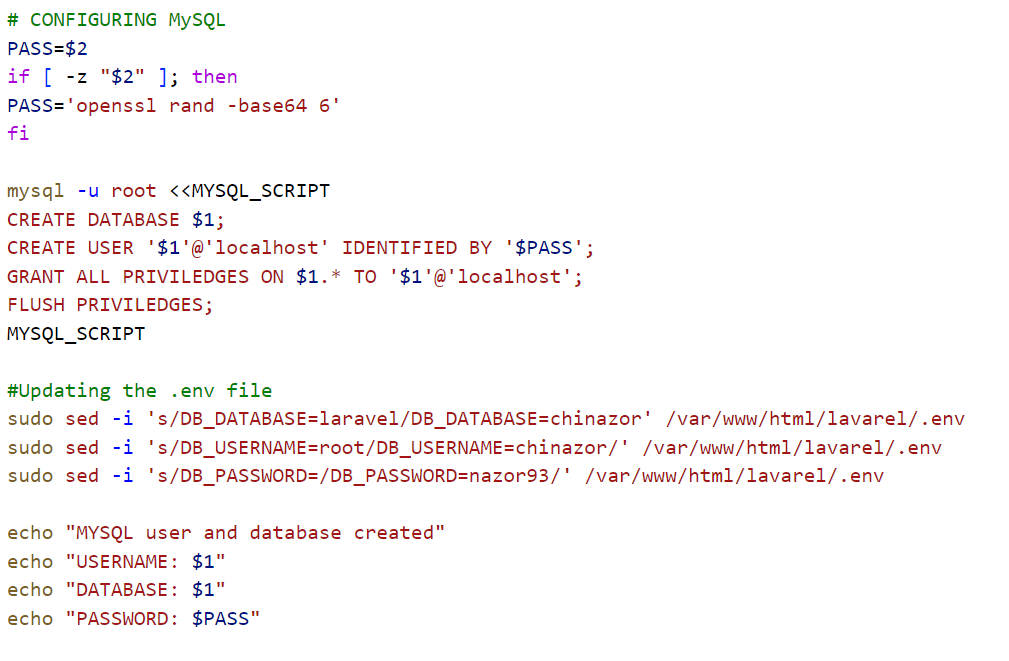 # CONFIGURING MySQL
PASS=$2
if [ -z "$2" ]; then
PASS='openssl rand -base64 6'
fi
mysql -u root <<MYSQL_SCRIPT
CREATE DATABASE $1;
CREATE USER '$1'@'localhost' IDENTIFIED BY '$PASS';
GRANT ALL PRIVILEDGES ON $1.* TO '$1'@'localhost';
FLUSH PRIVILEDGES;
MYSQL_SCRIPT
#Updating the .env file
sudo sed -i 's/DB_DATABASE=laravel/DB_DATABASE=chinazor' /var/www/html/lavarel/.env
sudo sed -i 's/DB_USERNAME=root/DB_USERNAME=chinazor/' /var/www/html/lavarel/.env
sudo sed -i 's/DB_PASSWORD=/DB_PASSWORD=nazor93/' /var/www/html/lavarel/.env
echo "MYSQL user and database created"
echo "USERNAME: $1"
echo "DATABASE: $1"
echo "PASSWORD: $PASS"